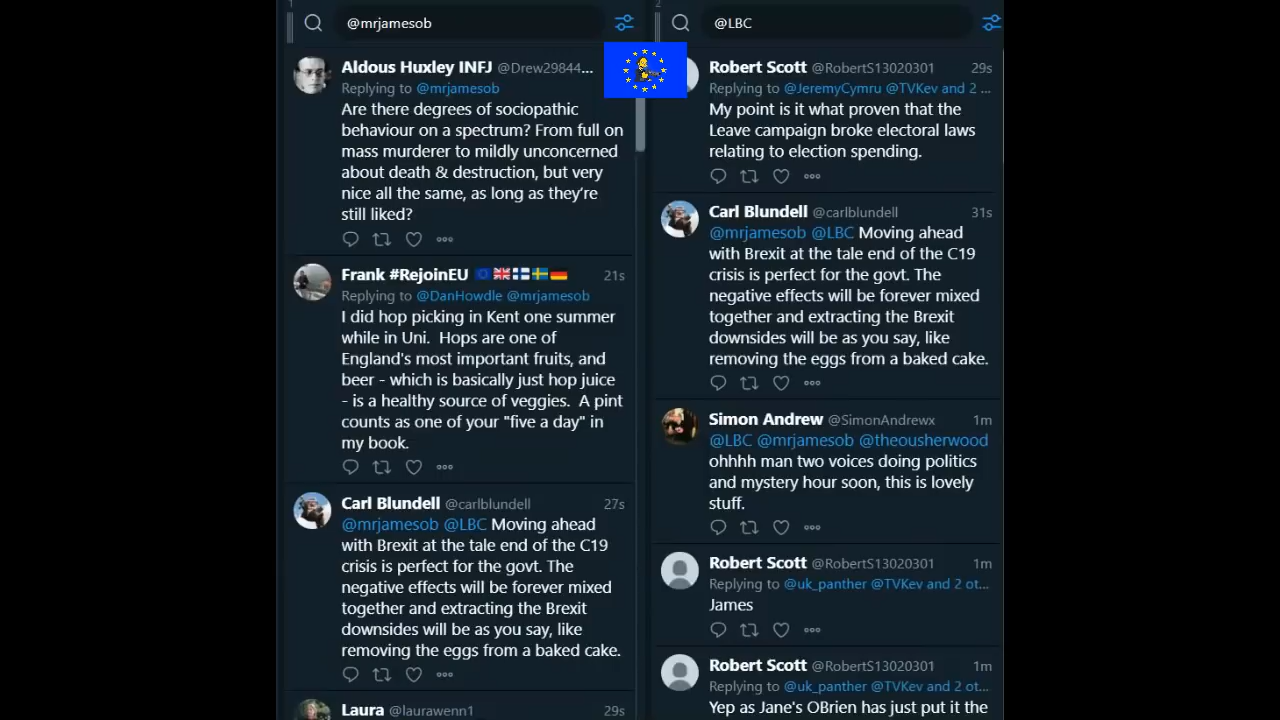 1
@mrjamesob
Aldous Huxley INFJ @Drew29844...
Replying to @mrjamesob
Are there degrees of sociopathic
behaviour on a spectrum? From full on
mass murderer to mildly unconcerned
about death & destruction, but very
nice all the same, as long as they're
still liked?
Frank #RejoinEU 21s
Replying to @DanHowdle @mrjamesob
I did hop picking in Kent one summer
while in Uni. Hops are one of
England's most important fruits, and
beer - which is basically just hop juice
- is a healthy source of veggies. A pint
counts as one of your "five a day" in
my book.
Carl Blundell @carlblundell 27s
@mrjamesob @LBC Moving ahead
with Brexit at the tale end of the C19
crisis is perfect for the govt. The
negative effects will be forever mixed
together and extracting the Brexit
downsides will be as you say, like
removing the eggs from a baked cake.
Laura @laurawenn1 29s
2
@LBC
Robert Scott @RobertS13020301 29s
Replying to @JeremyCymru @TVKev and 2 ...
My point is it what proven that the
Leave campaign broke electoral laws
relating to election spending.
Carl Blundell @carlblundell 31s
@mrjamesob @LBC Moving ahead
with Brexit at the tale end of the C19
crisis is perfect for the govt. The
negative effects will be forever mixed
together and extracting the Brexit
downsides will be as you say, like
removing the eggs from a baked cake.
Simon Andrew @SimonAndrewx 1m
@LBC @mrjamesob @theousherwood
ohhhh man two voices doing politics
and mystery hour soon, this is lovely
stuff.
Robert Scott @RobertS13020301 1m
Replying to @uk_panther @TVKev and 2 ot...
James
Robert Scott @RobertS13020301 1m
Replying to @uk_panther @TVKev and 2 ot...
Yep as Jane's OBrien has just put it the